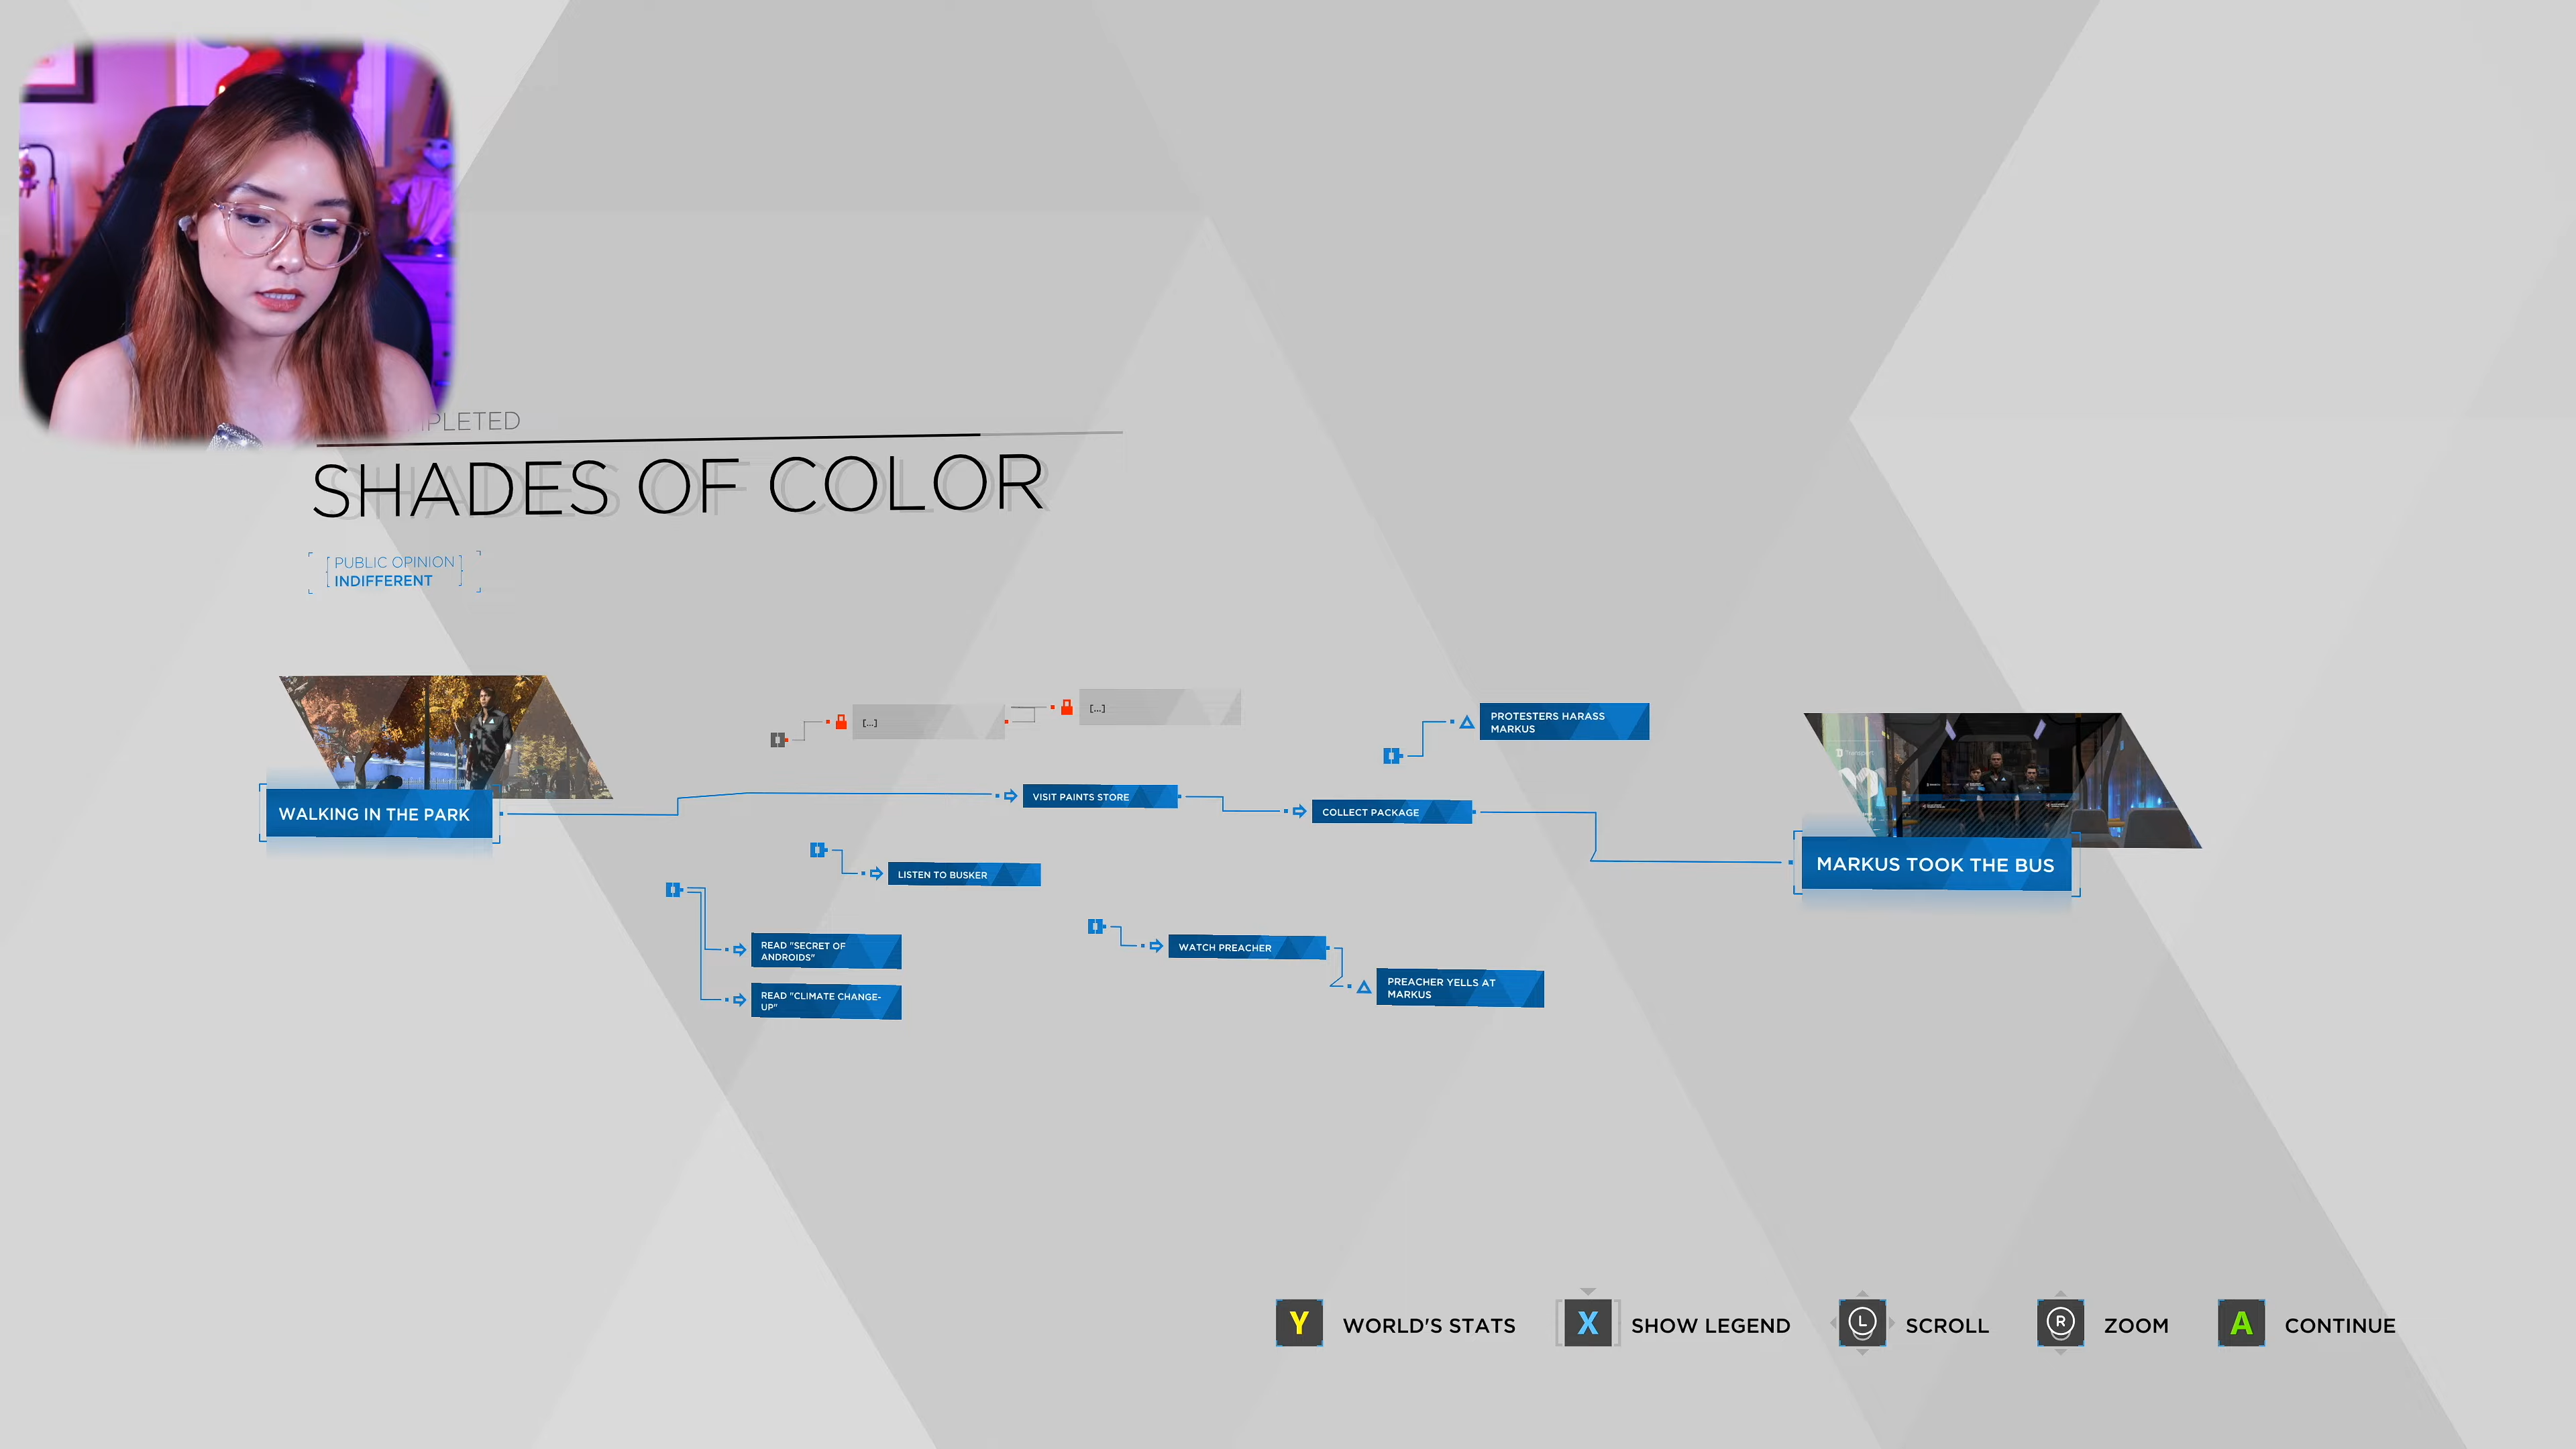 SHADES OF COLOR
PUBLIC OPINION
INDIFFERENT
WALKING IN THE PARK
[...]
[...]
PROTESTERS HARASS
MARKUS
VISIT PAINTS STORE
COLLECT PACKAGE
MARKUS TOOK THE BUS
LISTEN TO BUSKER
READ "SECRET OF
ANDROIDS"
READ "CLIMATE CHANGE-
UP"
WATCH PREACHER
PREACHER YELLS AT
MARKUS
Y WORLD'S STATS X SHOW LEGEND L SCROLL R ZOOM A CONTINUE